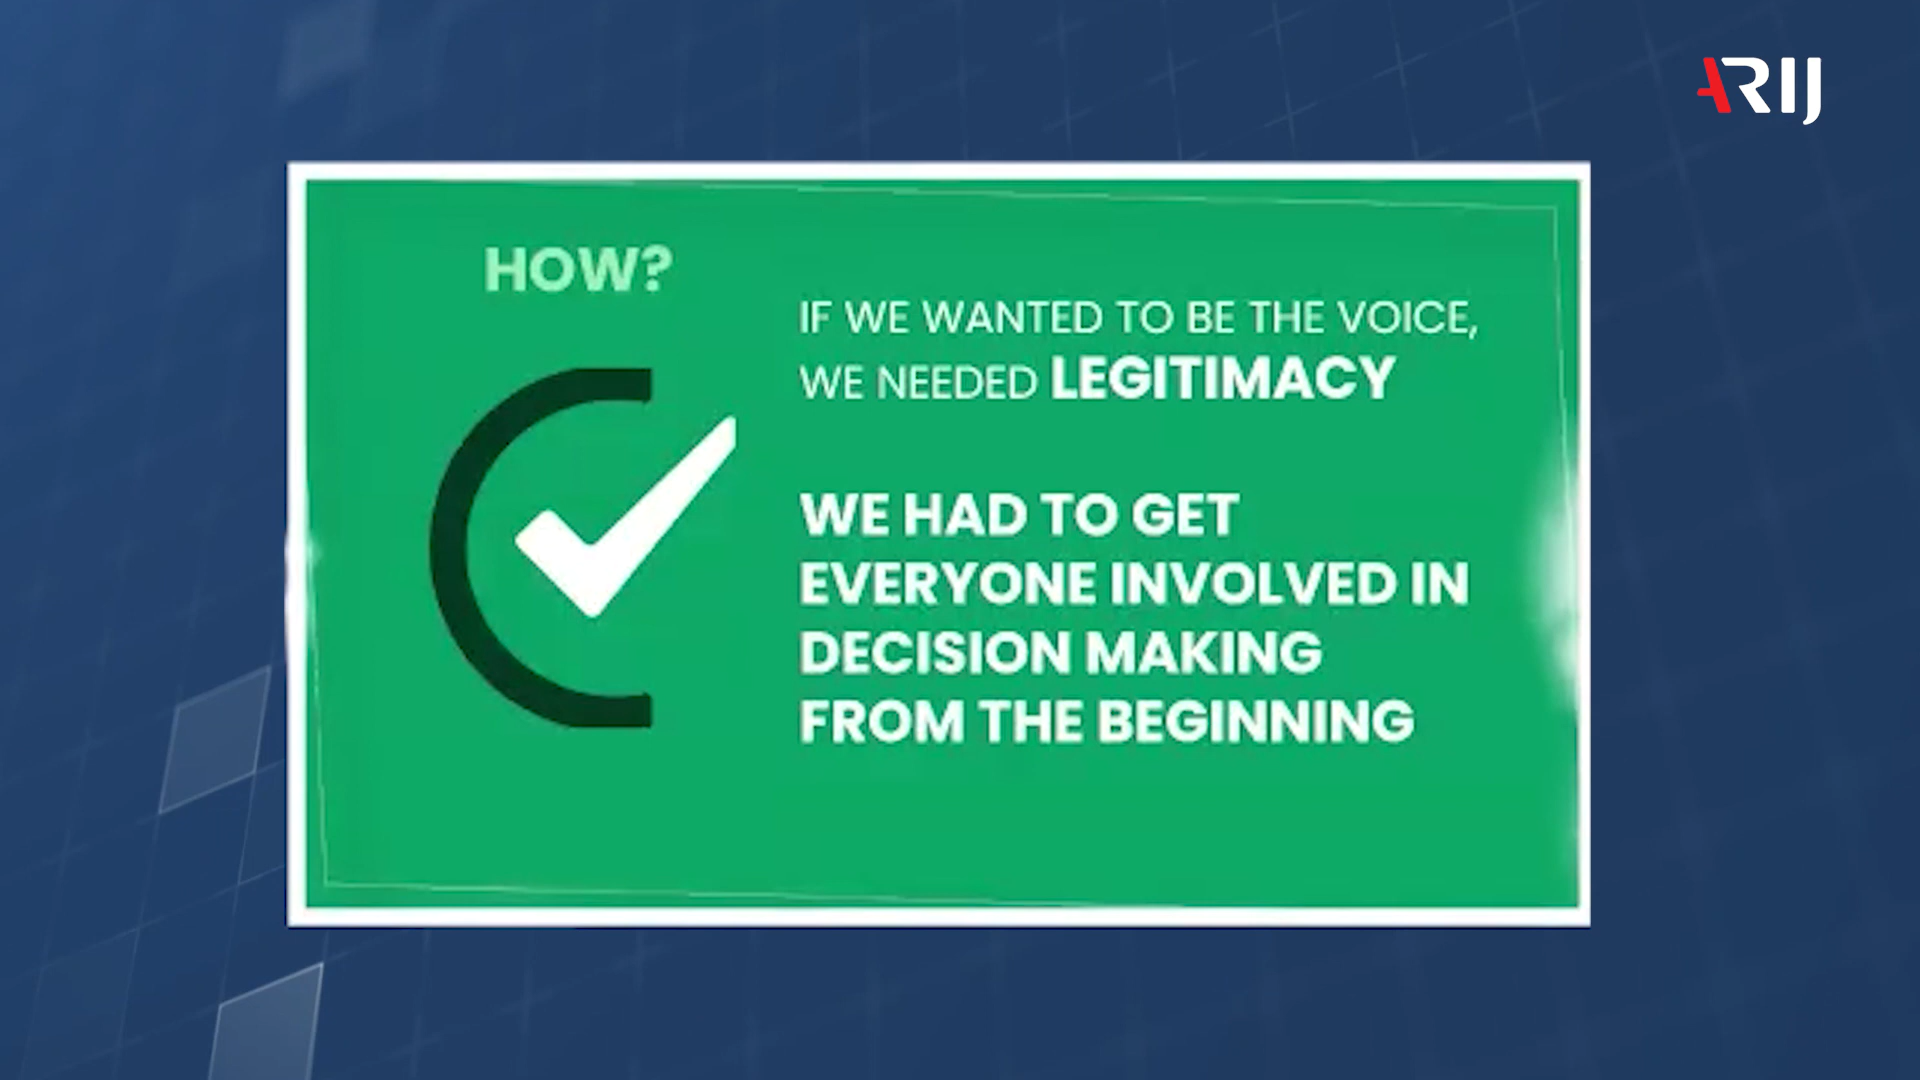 ARIJ
HOW?
IF WE WANTED TO BE THE VOICE,
WE NEEDED LEGITIMACY
WE HAD TO GET
EVERYONE INVOLVED IN
DECISION MAKING
FROM THE BEGINNING